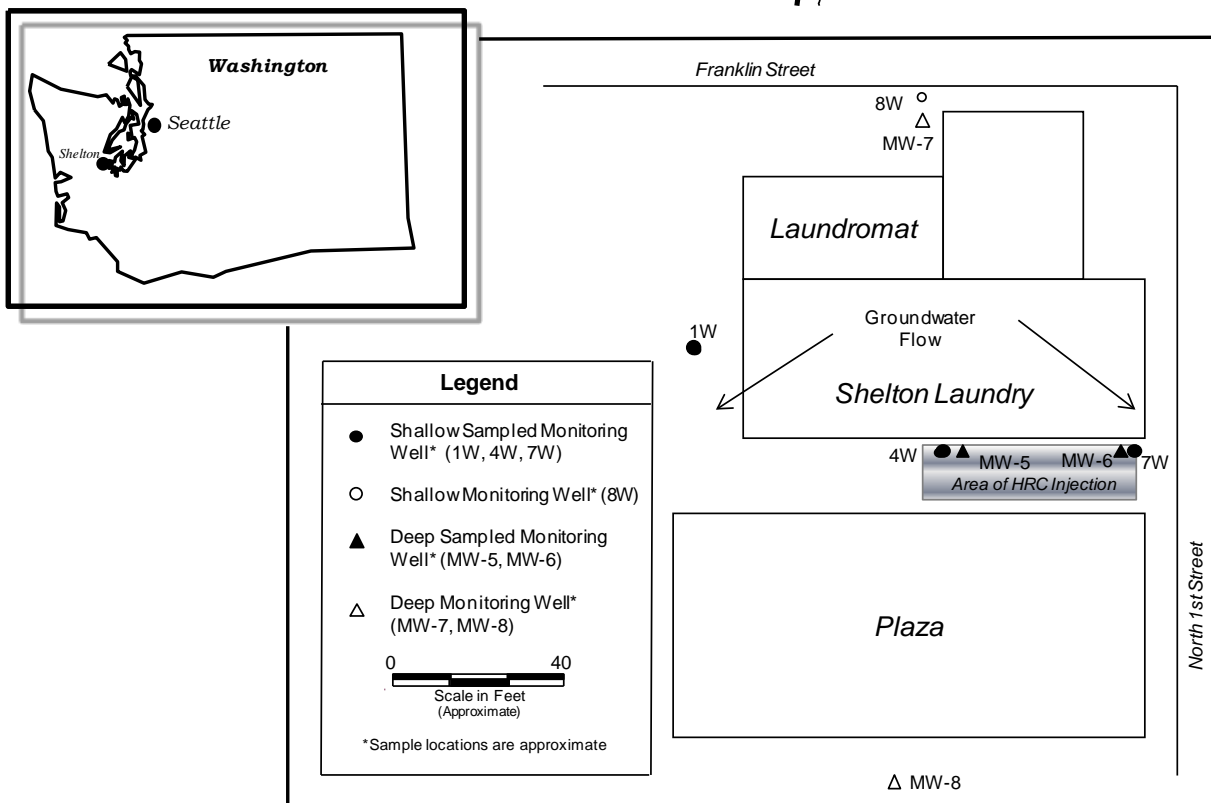 Washington
Seattle
Shelton
Franklin Street
8W
MW-7
Laundromat
1W
Groundwater
Flow
Shelton Laundry
4W
MW-5
MW-6
7W
Area of HRC Injection
Plaza
North 1st Street
MW-8
Legend
Shallow Sampled Monitoring
Well* (1W, 4W, 7W)
Shallow Monitoring Well* (8W)
Deep Sampled Monitoring
Well* (MW-5, MW-6)
Deep Monitoring Well*
(MW-7, MW-8)
0 40
Scale in Feet
(Approximate)
*Sample locations are approximate